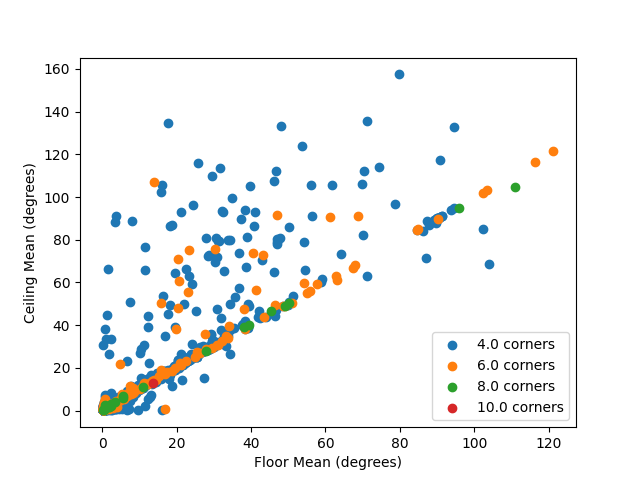 160
140
120
100
80
60
40
20
0
Ceiling Mean (degrees)
4.0 corners
6.0 corners
8.0 corners
10.0 corners
0 20 40 60 80 100 120
Floor Mean (degrees)